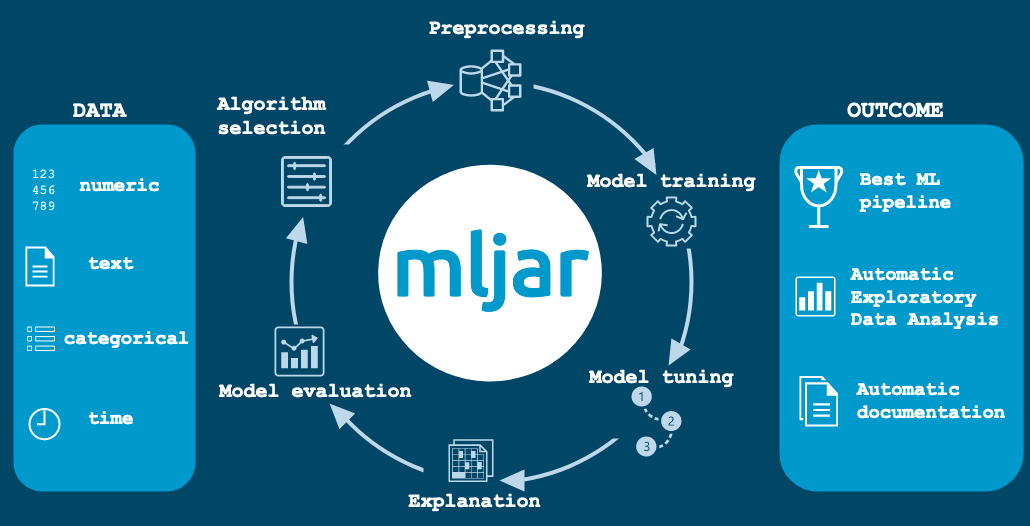 Preprocessing
DATA
Algorithm
selection
OUTCOME
123
456
789
numeric
text
categorical
time
mljar
Model training
Model tuning
1
2
3
Explanation
Model evaluation
Best ML
pipeline
Automatic
Exploratory
Data Analysis
Automatic
documentation